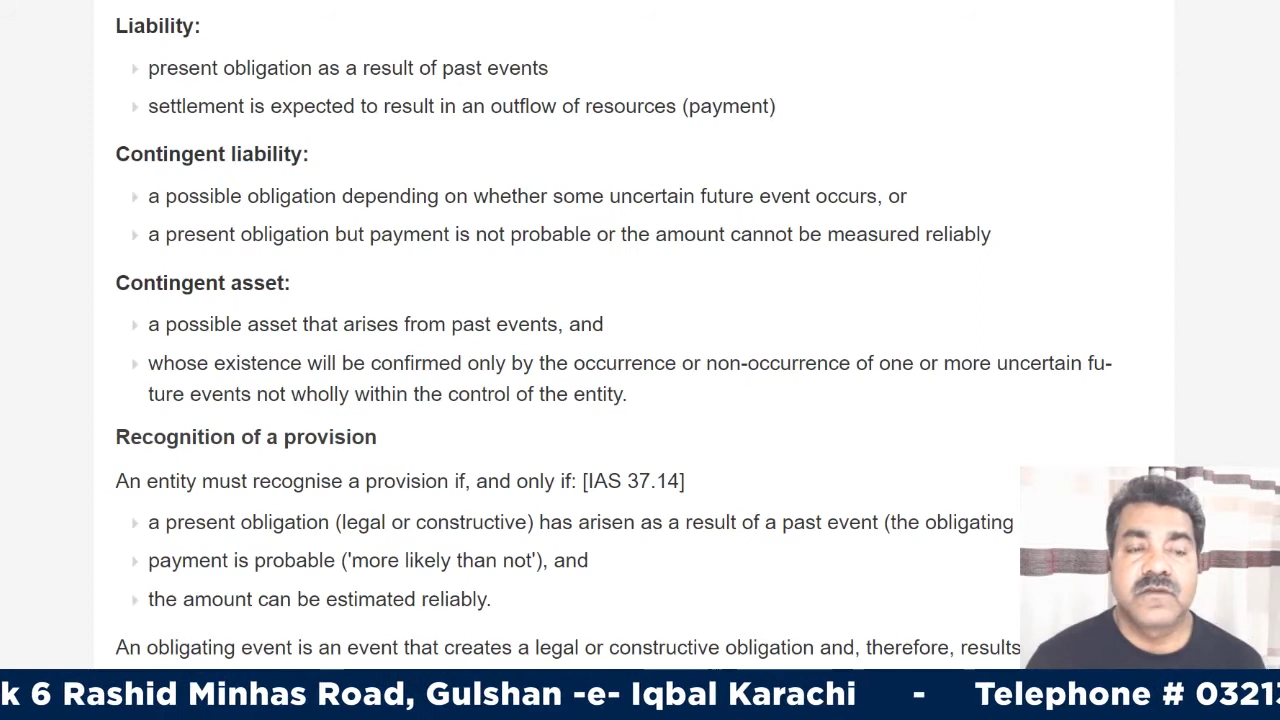 Liability:
present obligation as a result of past events
settlement is expected to result in an outflow of resources (payment)
Contingent liability:
a possible obligation depending on whether some uncertain future event occurs, or
a present obligation but payment is not probable or the amount cannot be measured reliably
Contingent asset:
a possible asset that arises from past events, and
whose existence will be confirmed only by the occurrence or non-occurrence of one or more uncertain fu-
ture events not wholly within the control of the entity.
Recognition of a provision
An entity must recognise a provision if, and only if: [IAS 37.14]
a present obligation (legal or constructive) has arisen as a result of a past event (the obligating
payment is probable ('more likely than not'), and
the amount can be estimated reliably.
An obligating event is an event that creates a legal or constructive obligation and, therefore, results
k 6 Rashid Minhas Road, Gulshan -e- Iqbal Karachi - Telephone # 0321